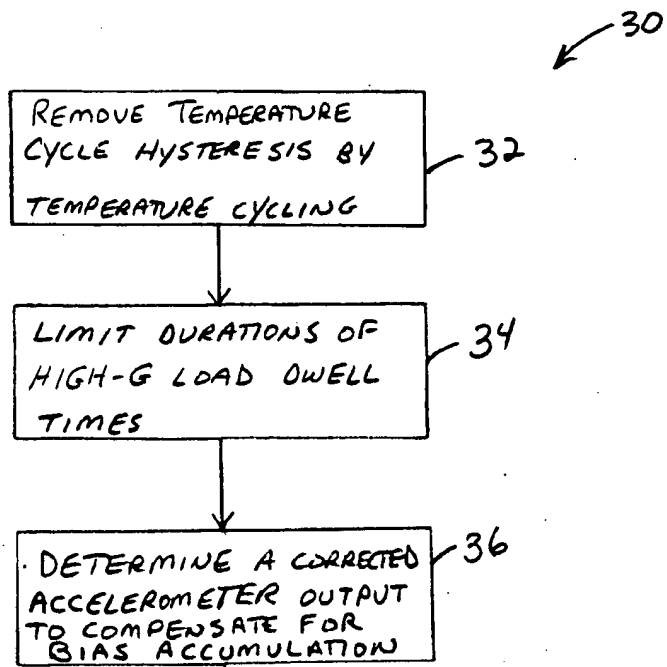 30
REMOVE TEMPERATURE
CYCLE HYSTERESIS BY
TEMPERATURE CYCLING
32
LIMIT DURATIONS OF
HIGH-G LOAD DWELL
TIMES
34
DETERMINE A CORRECTED
ACCELEROMETER OUTPUT
TO COMPENSATE FOR
BIAS ACCUMULATION
36